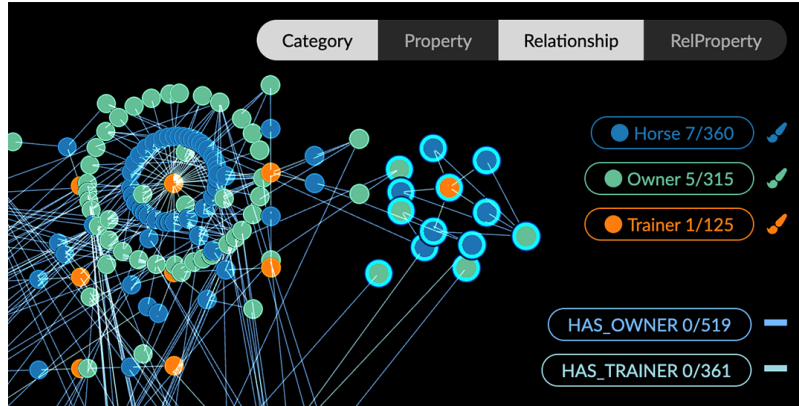 Category Property Relationship RelProperty
Horse 7/360
Owner 5/315
Trainer 1/125
HAS_OWNER 0/519
HAS_TRAINER 0/361